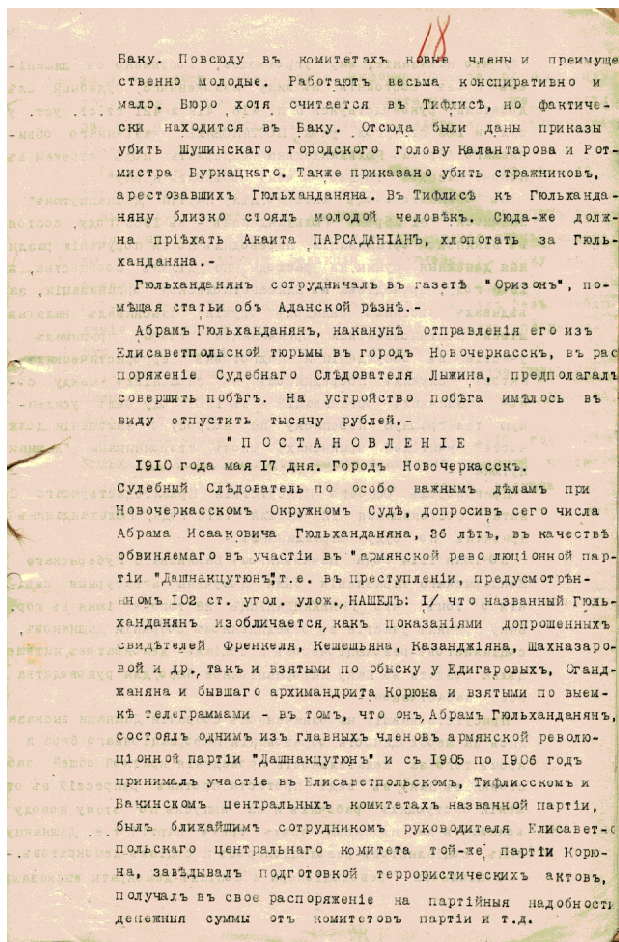 18
Баку. Повсюду въ комитетахъ новые члены и преимуще
ственно молодые. Работаютъ весьма конспиративно и
мало. Бюро хотя считается въ Тифлисѣ, но фактиче-
ски находится въ Баку. Отсюда были даны приказы
убить Шушинскаго городского голову Калантарова и Рот-
мистра Буркацкаго. Также приказано убить стражниковъ,
арестовавшихъ Гюльханданяна. Въ Тифлисѣ къ Гюльханда-
няну близко стоялъ молодой человѣкъ. Сюда-же долж-
на пріѣхать Анаита ПАРСАДАНІАНЪ, хлопотать за Гюль-
ханданяна.-
Гюльханданянъ сотрудничалъ въ газетѣ "Оризонъ", по-
мѣщая статьи объ Аданской рѣзнѣ.-
Абрамъ Гюльханданянъ, наканунѣ отправленія его изъ
Елисаветпольской тюрьмы въ городъ Новочеркасскъ, въ рас
поряженіе Судебнаго Слѣдователя Лыжина, предполагалъ
совершить побѣгъ. На устройство побѣга имѣлось въ
виду отпустить тысячу рублей.-
"ПОСТАНОВЛЕНІЕ
1910 года мая 17 дня. Городъ Новочеркасскъ.
Судебный Слѣдователь по особо важнымъ дѣламъ при
Новочеркасскомъ Окружномъ Судѣ, допросивъ сего числа
Абрама Исааковича Гюльханданяна, 36 лѣтъ, въ качествѣ
обвиняемаго въ участіи въ "армянской революціонной пар-
тіи "Дашнакцутюнъ", т.е. въ преступленіи, предусмотрѣн-
нномъ 102 ст. угол. улож., НАШЕЛЪ: I/ что названный Гюль-
ханданянъ изобличается, какъ показаніями допрошенныхъ
свидѣтелей Френкеля, Кешешьяна, Казанджіяна, Шахназаро-
вой и др., такъ и взятыми по обыску у Едигаровыхъ, Оганд-
жаняна и бывшаго архимандрита Корюна и взятыми по выем-
кѣ телеграммами - въ томъ, что онъ, Абрамъ Гюльханданянъ,
состоялъ однимъ изъ главныхъ членовъ армянской револю-
ціонной партіи "Дашнакцутюнъ" и съ 1905 по 1906 годъ
принималъ участіе въ Елисаветпольскомъ, Тифлисскомъ и
Бакинскомъ центральныхъ комитетахъ названной партіи,
былъ ближайшимъ сотрудникомъ руководителя Елисавет-
польскаго центральнаго комитета той-же партіи Корю-
на, завѣдывалъ подготовкой террористическихъ актовъ,
получалъ въ свое распоряженіе на партійныя надобности
денежныя суммы отъ комитетовъ партіи и т.д.